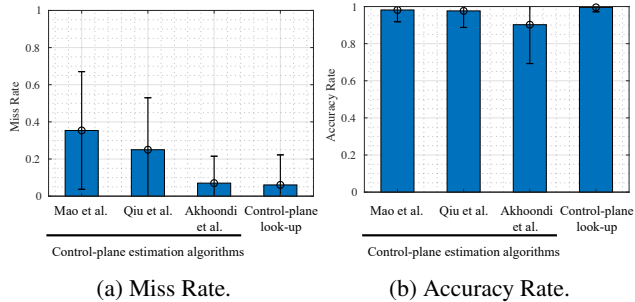 1
0.8
0.6
0.4
0.2
0
Miss Rate
Mao et al.
Qiu et al.
Akhoondi
et al.
Control-plane
look-up
Control-plane estimation algorithms
(a) Miss Rate.
1
0.8
0.6
0.4
0.2
0
Accuracy Rate
Mao et al.
Qiu et al.
Akhoondi
et al.
Control-plane
look-up
Control-plane estimation algorithms
(b) Accuracy Rate.